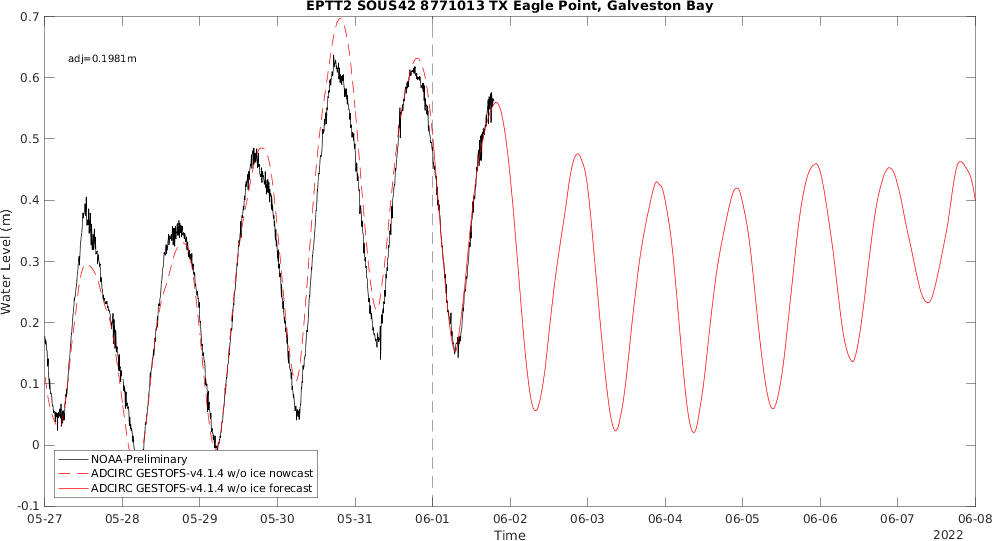 EPTT2 SOUS42 8771013 TX Eagle Point, Galveston Bay
adj=0.1981m
0.7
0.6
0.5
0.4
0.3
0.2
0.1
0
-0.1
Water Level (m)
NOAA-Preliminary
ADCIRC GESTOFS-v4.1.4 w/o ice nowcast
ADCIRC GESTOFS-v4.1.4 w/o ice forecast
05-27 05-28 05-29 05-30 05-31 06-01 06-02 06-03 06-04 06-05 06-06 06-07 06-08
Time
2022